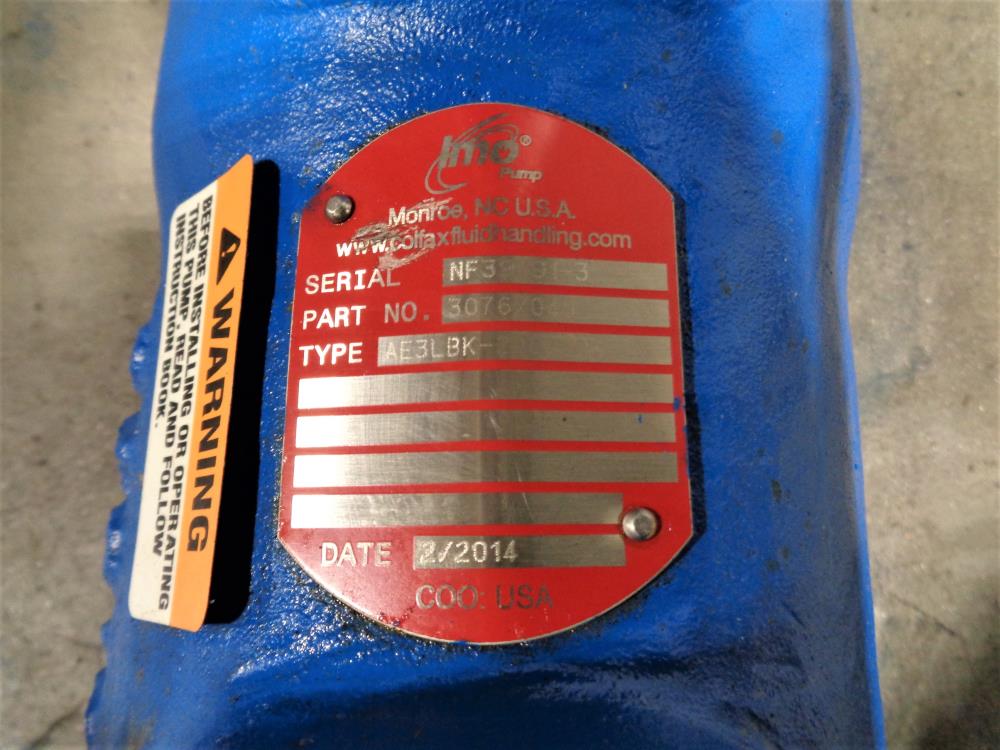 Imo®
Pump
Monroe, NC U.S.A.
www.colfaxfluidhandling.com
SERIAL
PART NO.
TYPE
DATE 2/2014
COO: USA
WARNING
BEFORE INSTALLING OR OPERATING
THIS PUMP, READ AND FOLLOW
INSTRUCTION BOOK.